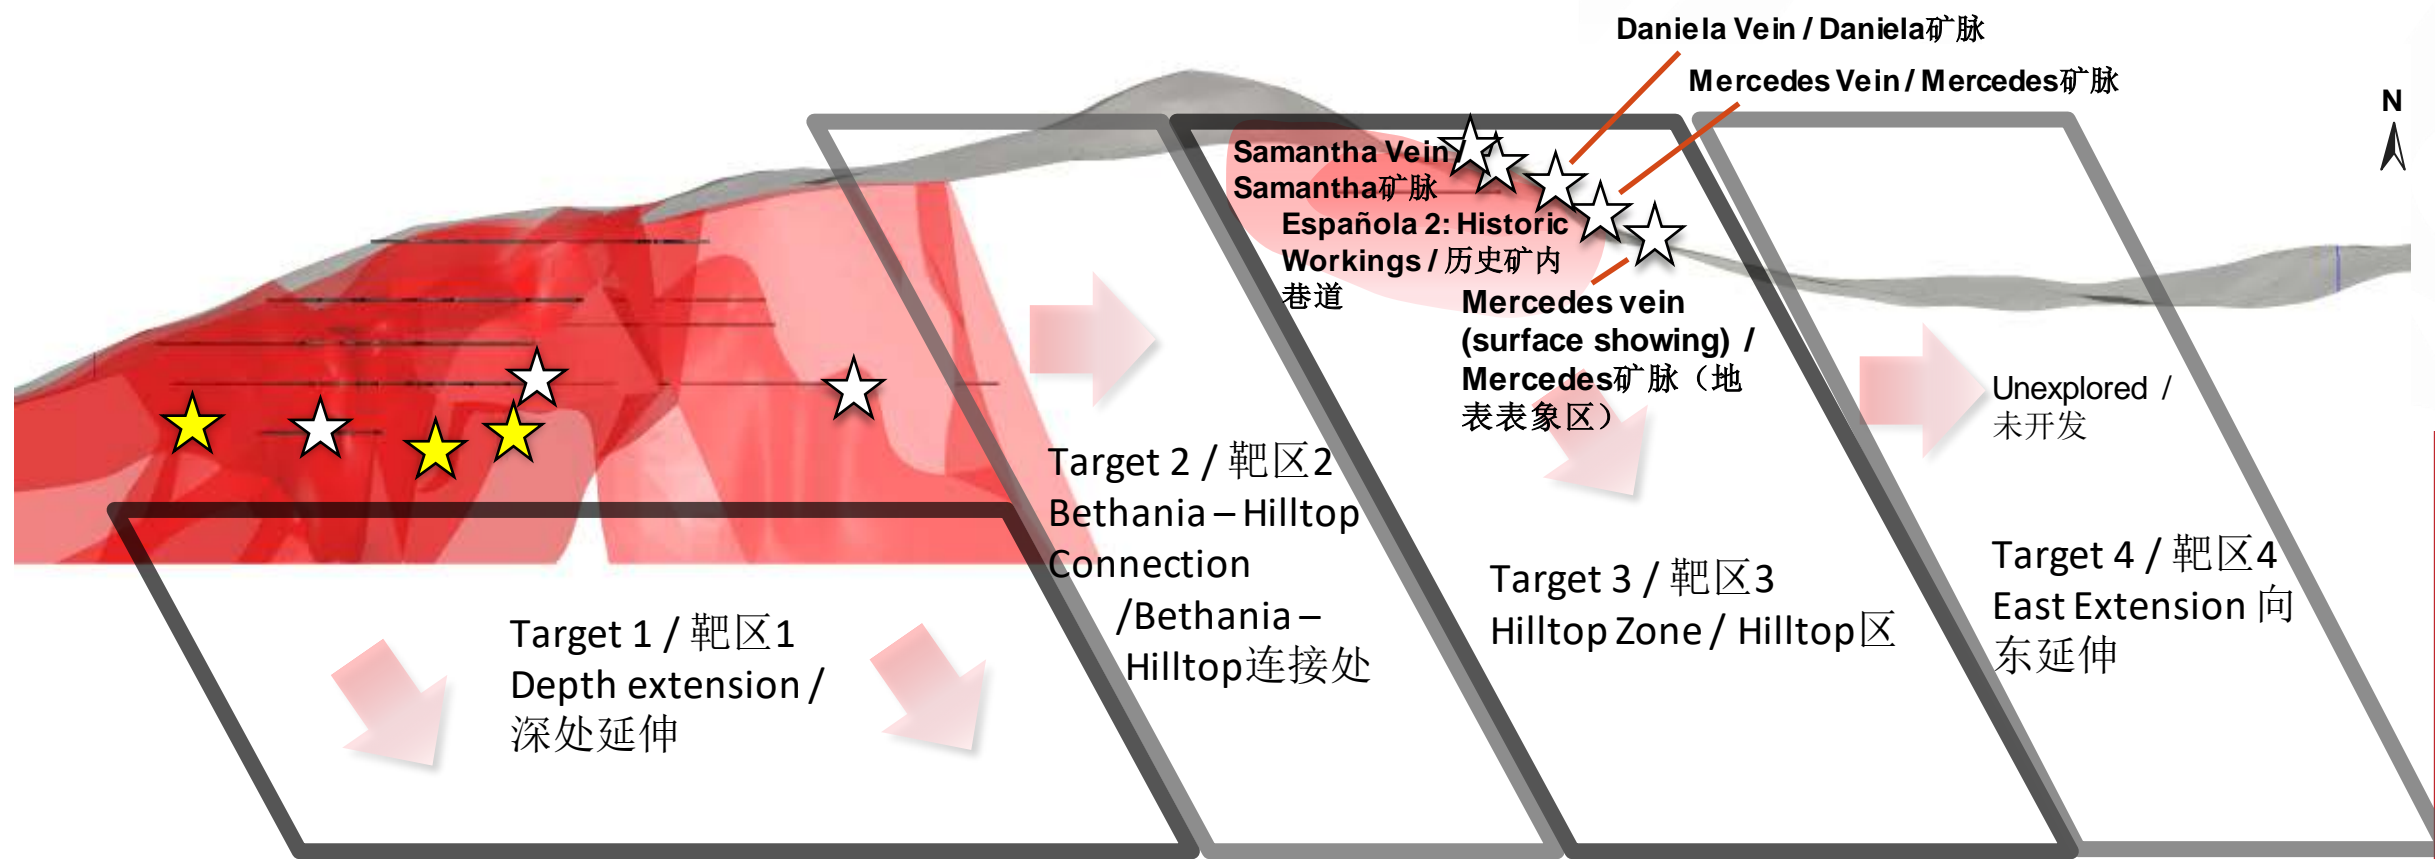 Daniela Vein / Daniela矿脉
Mercedes Vein / Mercedes矿脉
N
Samantha Vein /
Samantha矿脉
Española 2: Historic
Workings / 历史矿内
巷道
Mercedes vein
(surface showing) /
Mercedes矿脉（地
表表象区）
Unexplored /
未开发
Target 1 / 靶区1
Depth extension /
深处延伸
Target 2 / 靶区2
Bethania – Hilltop
Connection
/Bethania –
Hilltop连接处
Target 3 / 靶区3
Hilltop Zone / Hilltop区
Target 4 / 靶区4
East Extension 向
东延伸